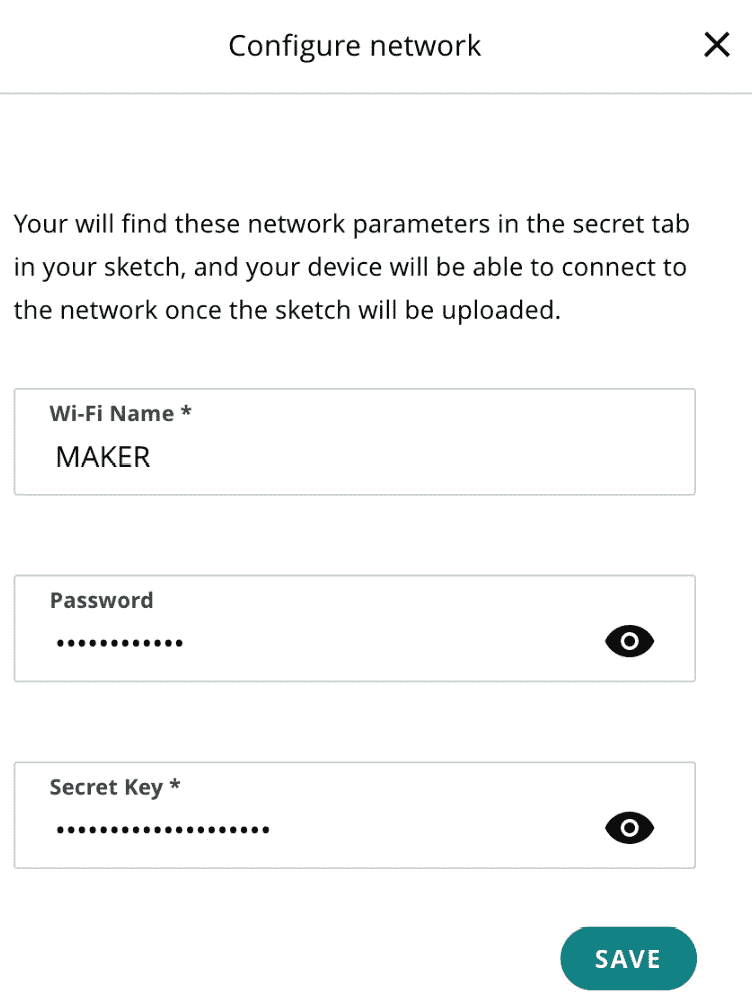 Configure network
Your will find these network parameters in the secret tab
in your sketch, and your device will be able to connect to
the network once the sketch will be uploaded.
Wi-Fi Name *
MAKER
Password
••••••••••••
Secret Key *
••••••••••••••••••••
SAVE